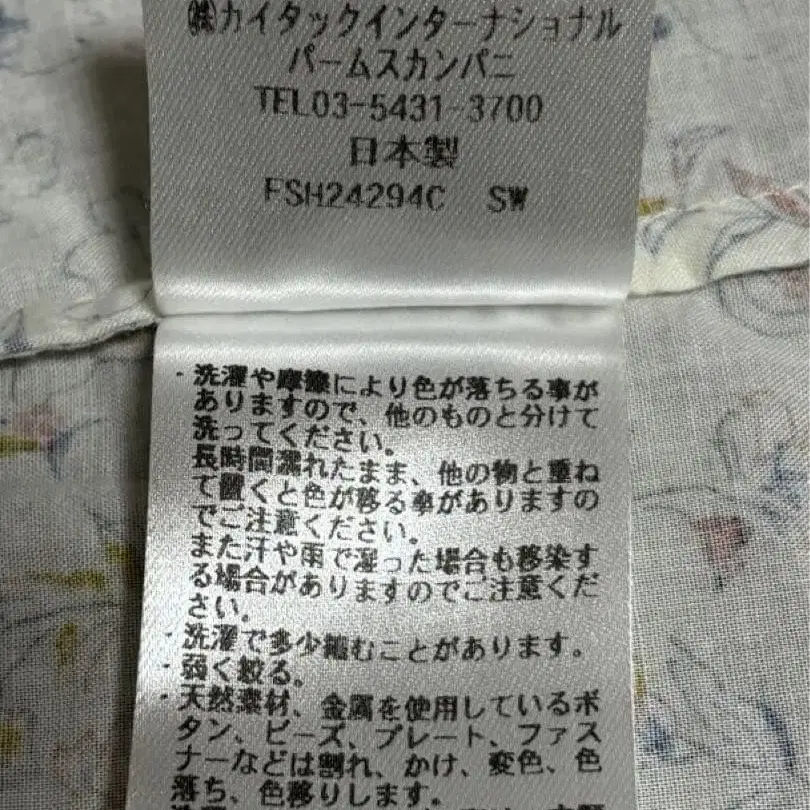 ㈱カイタックインターナショナル
パームスカンパニ
TEL03-5431-3700
日本製
FSH24294C SW
・洗濯や摩擦により色が落ちる事が
ありますので、他のものと分けて
洗ってください。
長時間濡れたまま、他の物と重ね
て置くと色が移る事がありますの
でご注意ください。
また汗や雨で湿った場合も移染す
る場合がありますのでご注意くだ
さい。
・洗濯で多少縮むことがあります。
・弱く絞る。
・天然素材、金属を使用しているボ
タン、ビーズ、プレート、ファス
ナーなどは割れ、かけ、変色、色
落ち、色移りします。